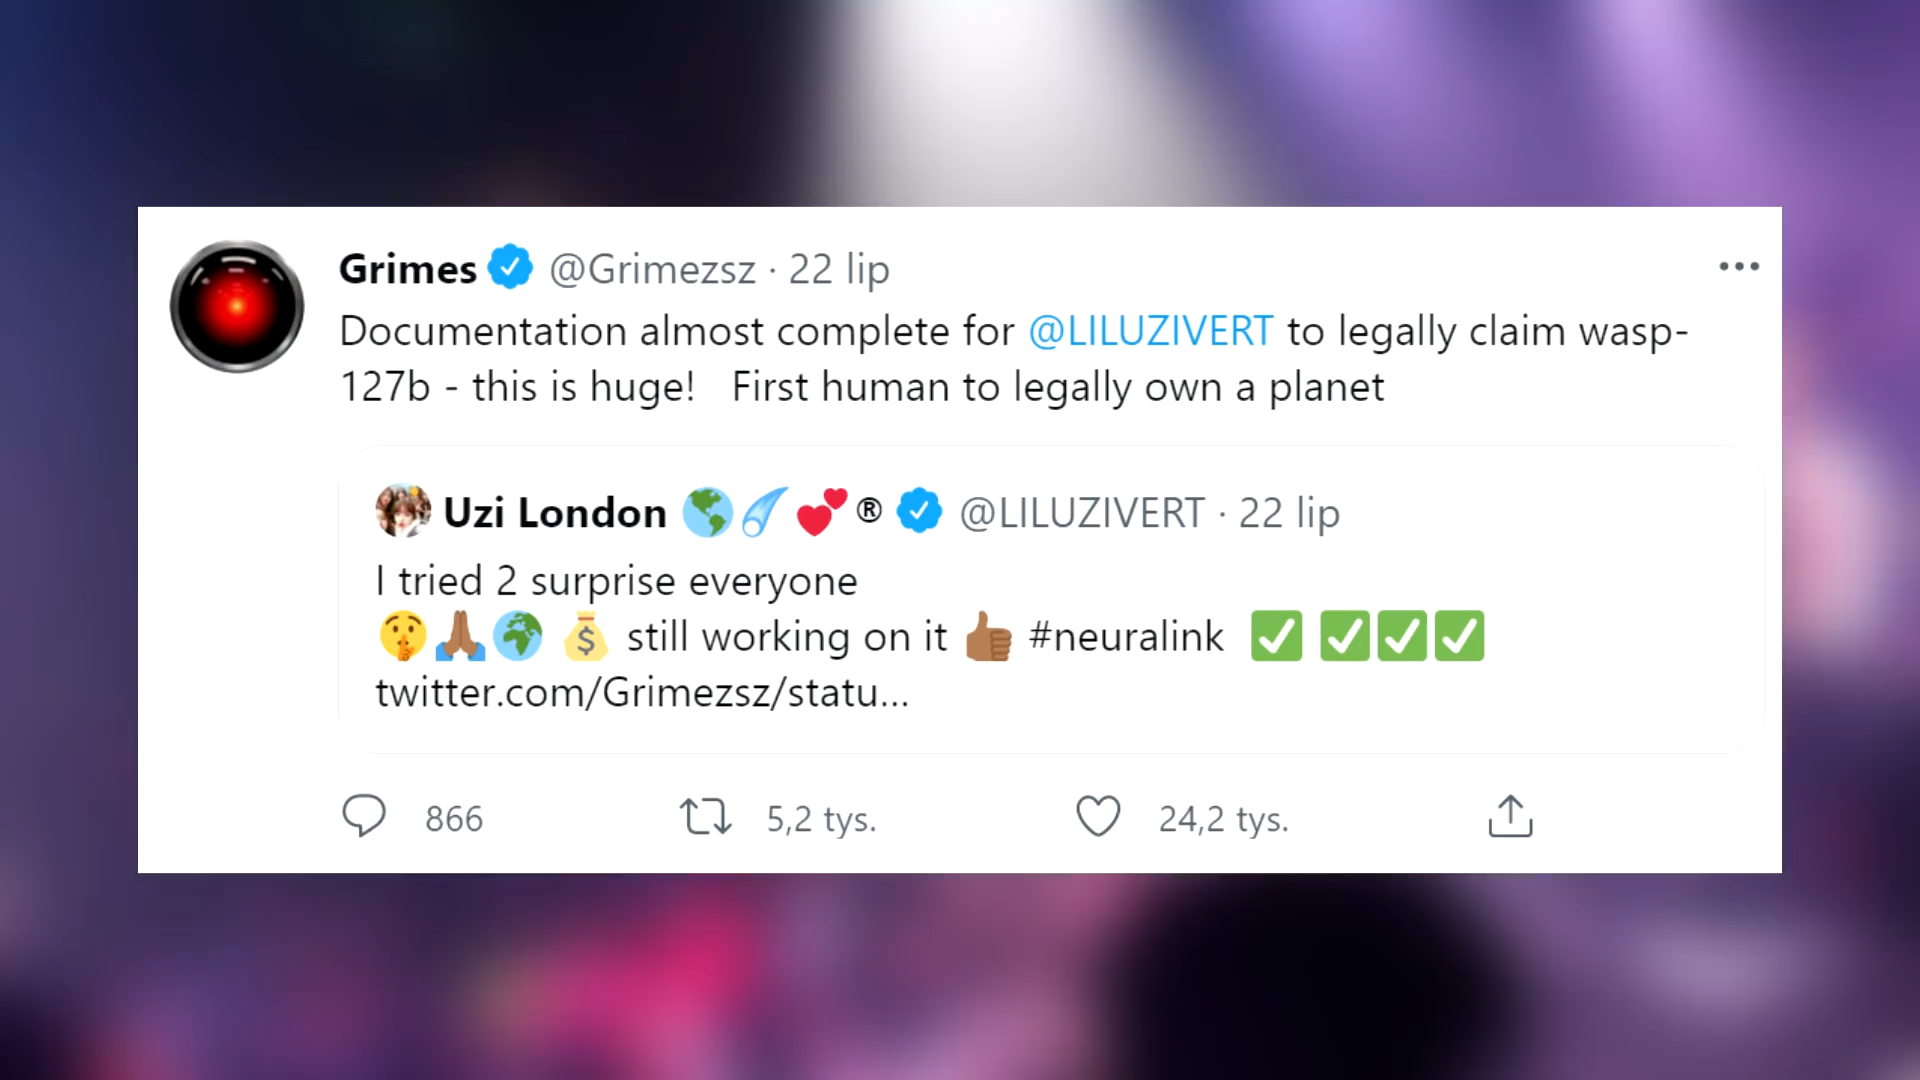 Grimes @Grimezsz · 22 lip
Documentation almost complete for @LILUZIVERT to legally claim wasp-
127b - this is huge! First human to legally own a planet
Uzi London 🌎☄️💕® @LILUZIVERT · 22 lip
I tried 2 surprise everyone
🤫🙏🏾🌍 💰 still working on it 👍🏾 #neuralink ✅ ✅✅✅
twitter.com/Grimezsz/statu...
866 5,2 tys. 24,2 tys.